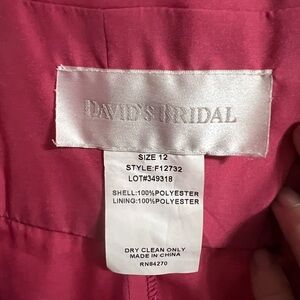 DAVID'S BRIDAL
SIZE 12
STYLE:F12732
LOT#349318
SHELL:100%POLYESTER
LINING:100%POLYESTER
DRY CLEAN ONLY
MADE IN CHINA
RN84270